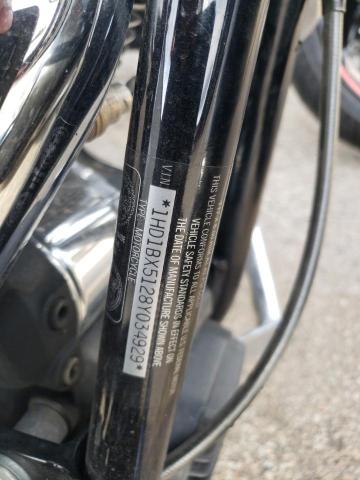 VIN
*1HD1BX5128Y034929*
TYPE MOTORCYCLE
THIS VEHICLE CONFORMS TO ALL APPLICABLE U.S. FEDERAL MOTOR
VEHICLE SAFETY STANDARDS IN EFFECT ON
THE DATE OF MANUFACTURE SHOWN ABOVE